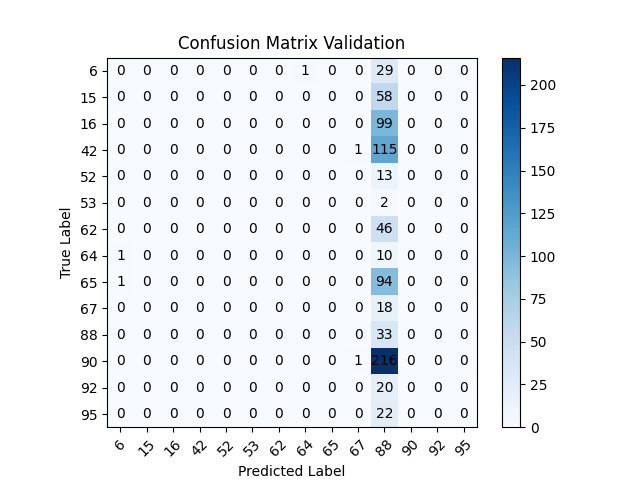 Confusion Matrix Validation
6 0 0 0 0 0 0 0 1 0 0 29 0 0 0
15 0 0 0 0 0 0 0 0 0 0 58 0 0 0
16 0 0 0 0 0 0 0 0 0 0 99 0 0 0
42 0 0 0 0 0 0 0 0 0 1 115 0 0 0
52 0 0 0 0 0 0 0 0 0 0 13 0 0 0
53 0 0 0 0 0 0 0 0 0 0 2 0 0 0
62 0 0 0 0 0 0 0 0 0 0 46 0 0 0
64 1 0 0 0 0 0 0 0 0 0 10 0 0 0
65 1 0 0 0 0 0 0 0 0 0 94 0 0 0
67 0 0 0 0 0 0 0 0 0 0 18 0 0 0
88 0 0 0 0 0 0 0 0 0 0 33 0 0 0
90 0 0 0 0 0 0 0 0 0 1 216 0 0 0
92 0 0 0 0 0 0 0 0 0 0 20 0 0 0
95 0 0 0 0 0 0 0 0 0 0 22 0 0 0
6 15 16 42 52 53 62 64 65 67 88 90 92 95
Predicted Label
True Label
200
175
150
125
100
75
50
25
0